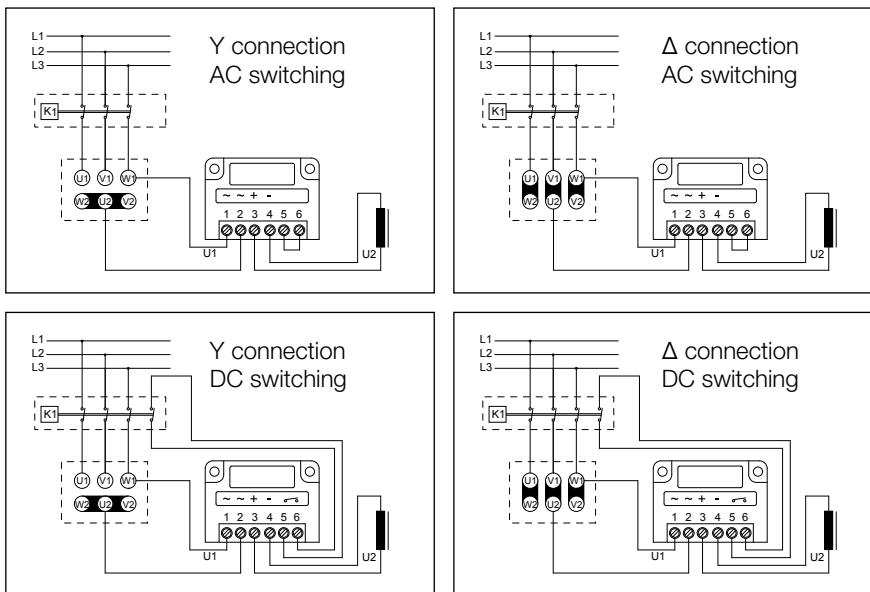 L1
L2
L3
Y connection
AC switching
K1
U1 V1 W1
W2 U2 V2
~ ~ + -
1 2 3 4 5 6
U1
U2
L1
L2
L3
Δ connection
AC switching
K1
U1 V1 W1
W2 U2 V2
~ ~ + -
1 2 3 4 5 6
U1
U2
L1
L2
L3
Y connection
DC switching
K1
U1 V1 W1
W2 U2 V2
~ ~ + -
1 2 3 4 5 6
U1
U2
L1
L2
L3
Δ connection
DC switching
K1
U1 V1 W1
W2 U2 V2
~ ~ + -
1 2 3 4 5 6
U1
U2